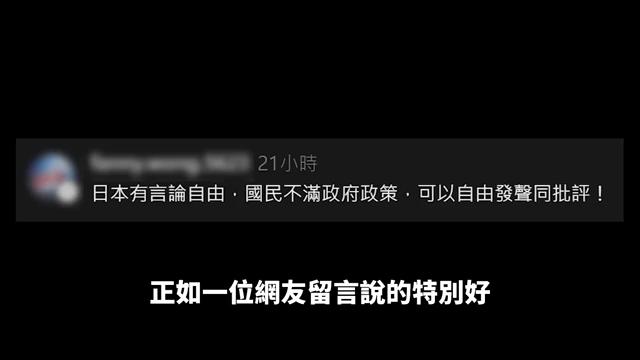 21小時
日本有言論自由，國民不滿政府政策，可以自由發聲同批評！
正如一位網友留言說的特別好